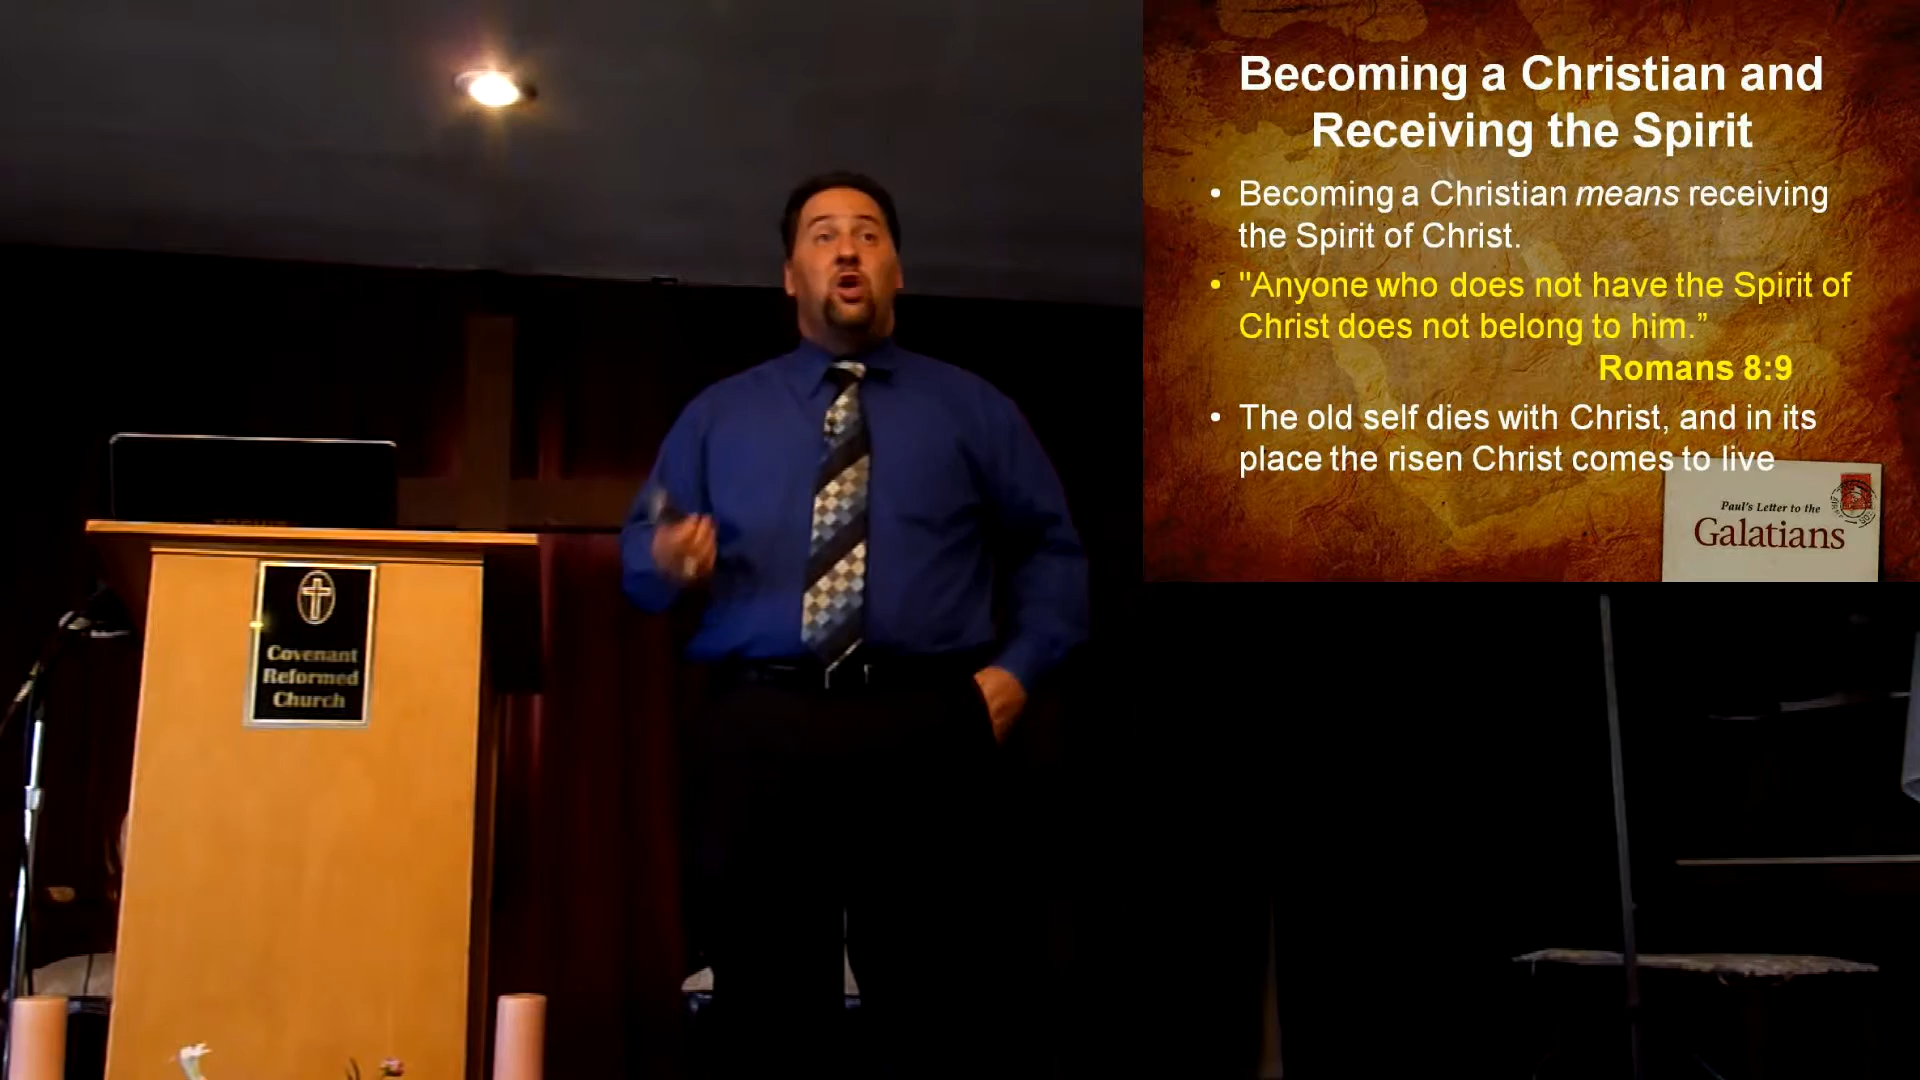 Becoming a Christian and
Receiving the Spirit
• Becoming a Christian means receiving
the Spirit of Christ.
• "Anyone who does not have the Spirit of
Christ does not belong to him.”
Romans 8:9
• The old self dies with Christ, and in its
place the risen Christ comes to live
Paul's Letter to the
Galatians
Covenant
Reformed
Church